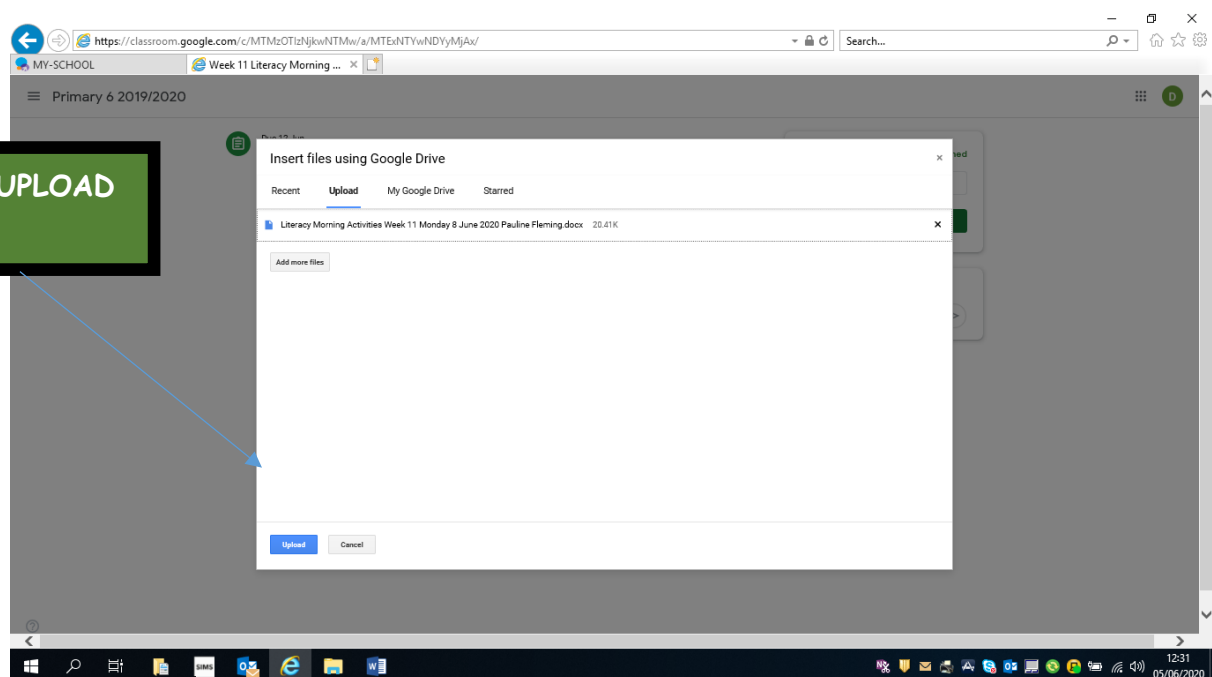 https://classroom.google.com/c/MTMzOTIzNjkwNTMw/a/MTExNTYwNDYyMjAx/
Search...
MY-SCHOOL
Week 11 Literacy Morning ...
Primary 6 2019/2020
D
UPLOAD
Insert files using Google Drive
Recent Upload My Google Drive Starred
Literacy Morning Activities Week 11 Monday 8 June 2020 Pauline Fleming.docx 20.41K
Add more files
Upload Cancel
SIMS
12:31
05/06/2020